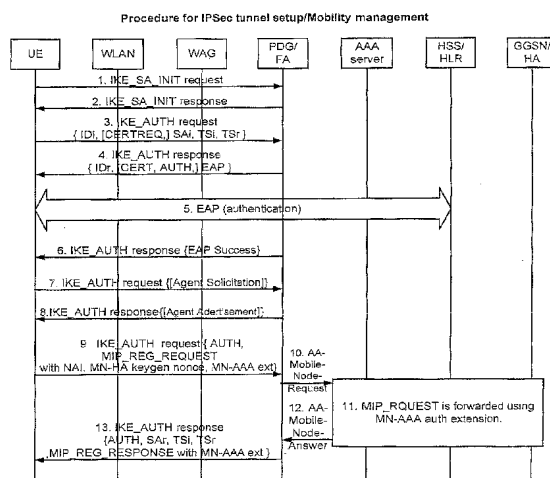 Procedure for IPSec tunnel setup/Mobility management
UE
WLAN
WAG
PDG/
FA
AAA
server
HSS/
HLR
GGSN/
HA
1. IKE_SA_INIT request
2. IKE_SA_INIT response
3. IKE_AUTH request
{ IDi, [CERTREQ,] SAi, TSi, TSr }
4. IKE_AUTH response
{ IDr, [CERT, AUTH,] EAP }
5. EAP (authentication)
6. IKE_AUTH response {EAP Success}
7. IKE_AUTH request {[Agent Solicitation]}
8.IKE_AUTH response{[Agent Adertisement]}
9 IKE_AUTH request { AUTH,
MIP_REG_REQUEST
with NAI, MN-HA keygen nonce, MN-AAA ext}
10. AA-
Mobile-
Node-
Request
11. MIP_RQUEST is forwarded using
MN-AAA auth extension.
12. AA-
Mobile-
Node-
Answer
13. IKE_AUTH response
{AUTH, SAr, TSi, TSr
,MIP_REG_RESPONSE with MN-AAA ext }